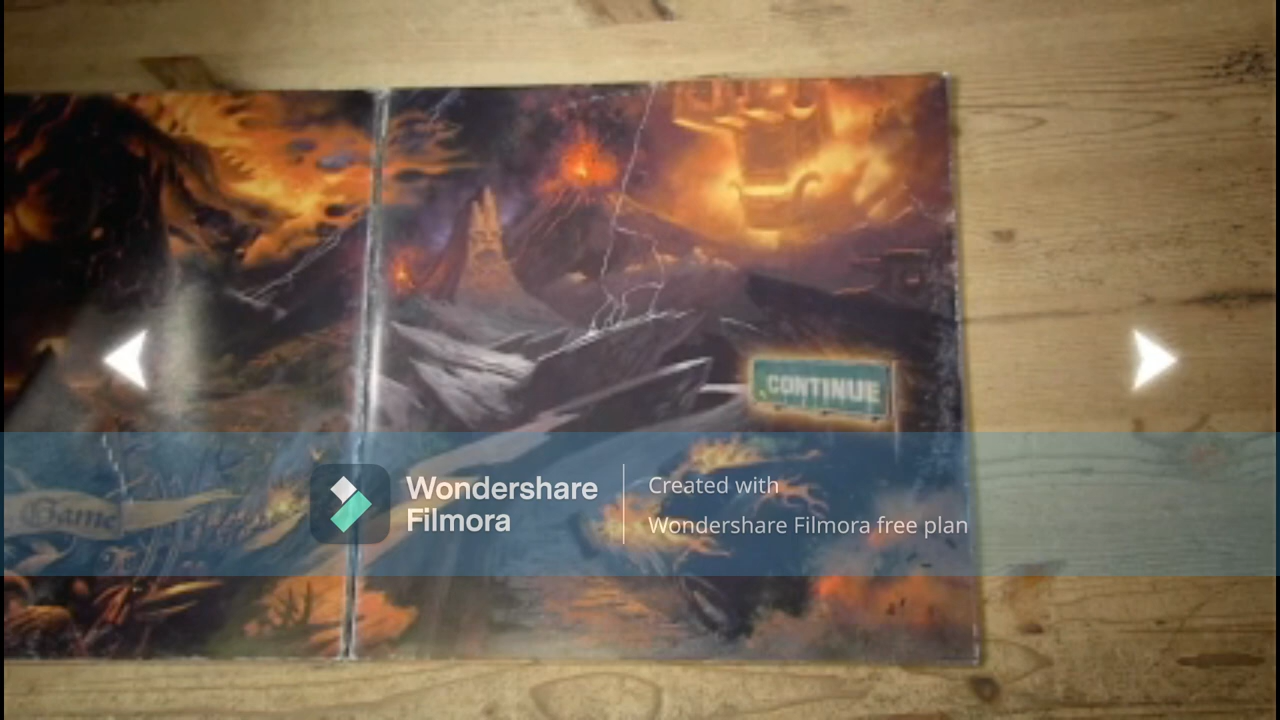 CONTINUE
Wondershare
Filmora
Created with
Wondershare Filmora free plan
Game